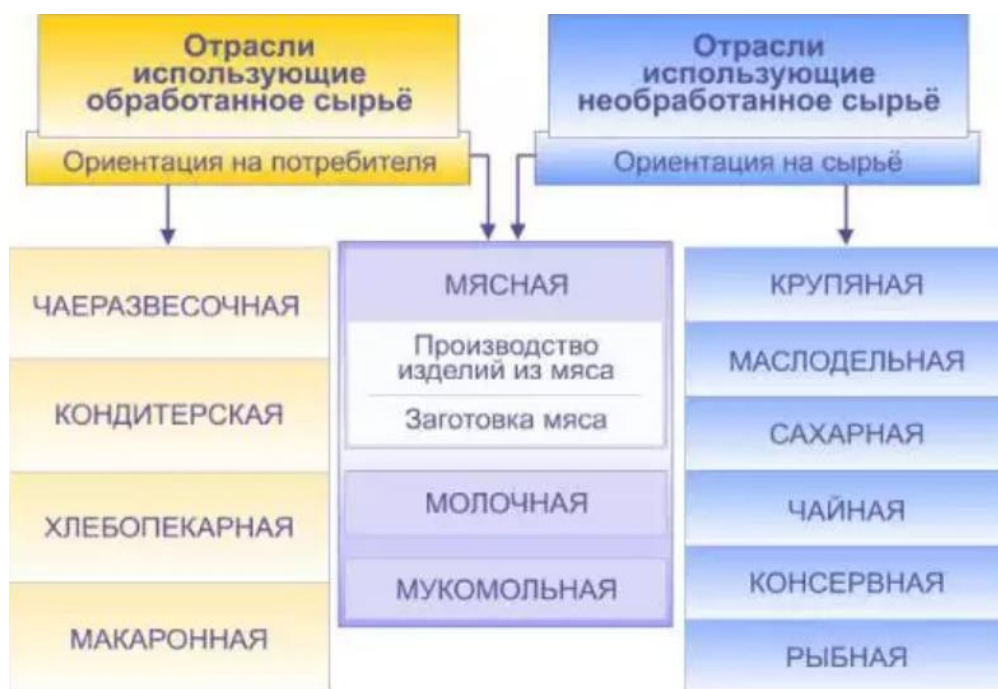 Отрасли
использующие
обработанное сырьё
Ориентация на потребителя
Отрасли
использующие
необработанное сырьё
Ориентация на сырьё
ЧАЕРАЗВЕСОЧНАЯ
КОНДИТЕРСКАЯ
ХЛЕБОПЕКАРНАЯ
МАКАРОННАЯ
МЯСНАЯ
Производство
изделий из мяса
Заготовка мяса
МОЛОЧНАЯ
МУКОМОЛЬНАЯ
КРУПЯНАЯ
МАСЛОДЕЛЬНАЯ
САХАРНАЯ
ЧАЙНАЯ
КОНСЕРВНАЯ
РЫБНАЯ